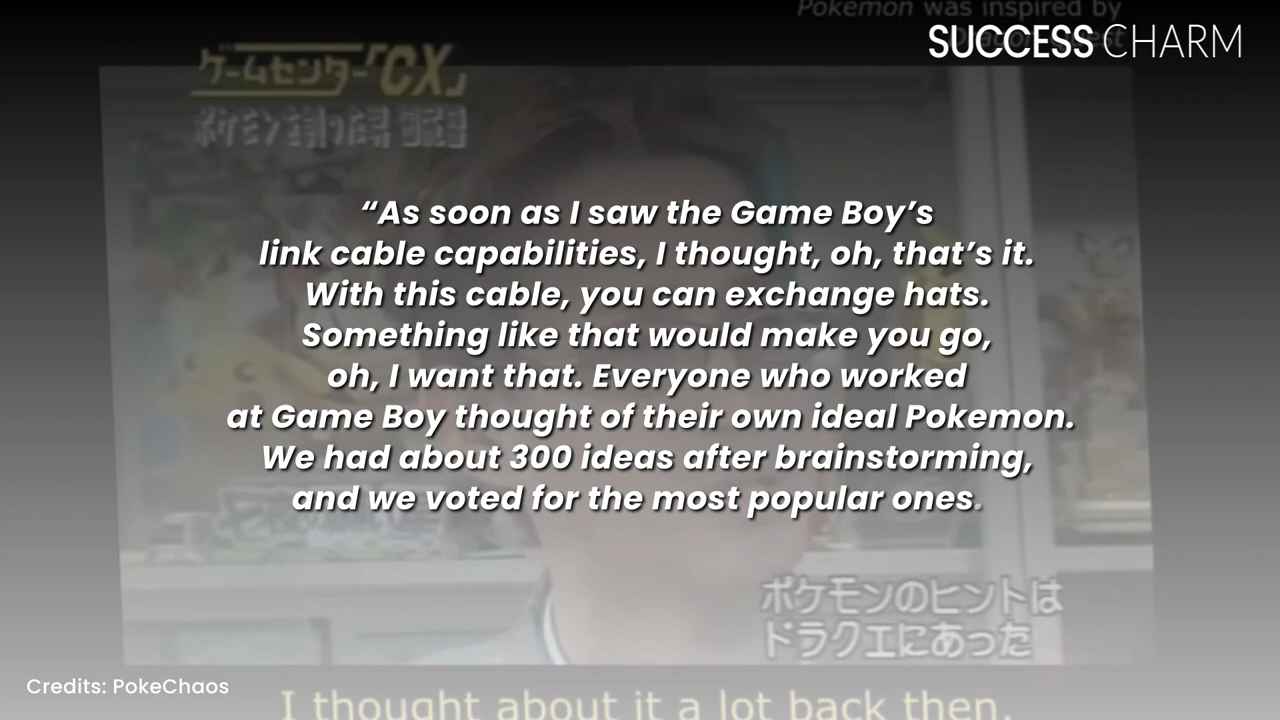 Pokemon was inspired by
SUCCESS CHARM
ゲームセンター「CX」
“As soon as I saw the Game Boy’s
link cable capabilities, I thought, oh, that’s it.
With this cable, you can exchange hats.
Something like that would make you go,
oh, I want that. Everyone who worked
at Game Boy thought of their own ideal Pokemon.
We had about 300 ideas after brainstorming,
and we voted for the most popular ones.
ポケモンのヒントは
ドラクエにあった
Credits: PokeChaos
I thought about it a lot back then.